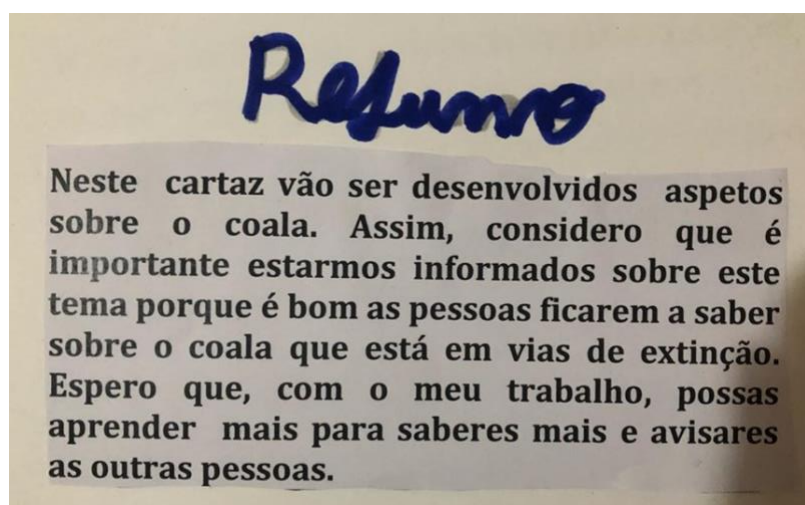 Resumo
Neste cartaz vão ser desenvolvidos aspetos
sobre o coala. Assim, considero que é
importante estarmos informados sobre este
tema porque é bom as pessoas ficarem a saber
sobre o coala que está em vias de extinção.
Espero que, com o meu trabalho, possas
aprender mais para saberes mais e avisares
as outras pessoas.